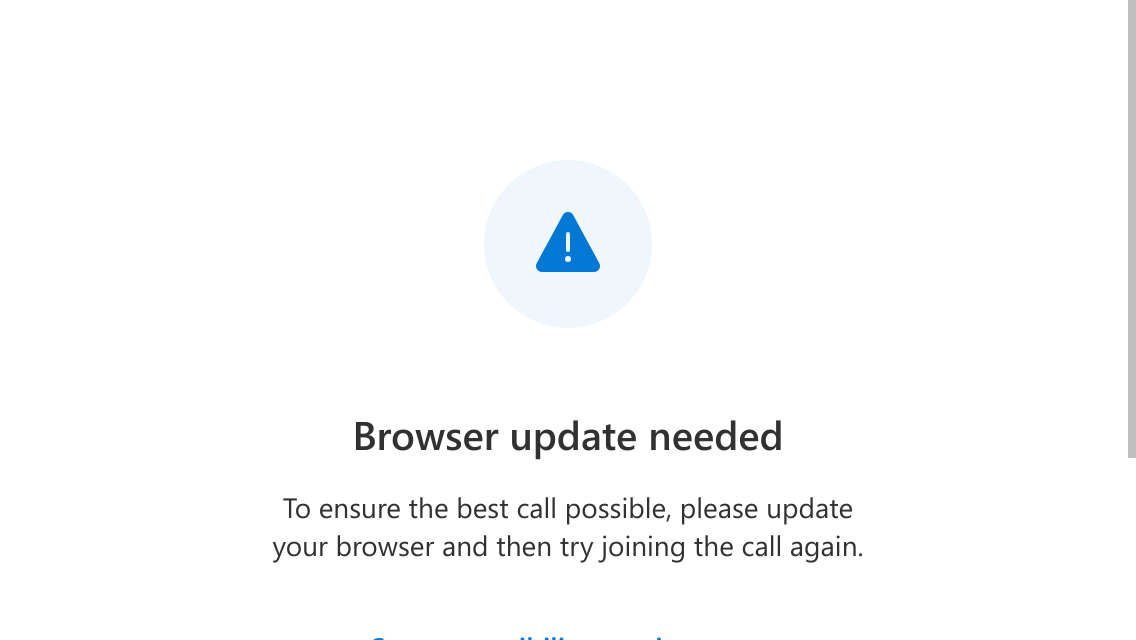 Browser update needed
To ensure the best call possible, please update
your browser and then try joining the call again.